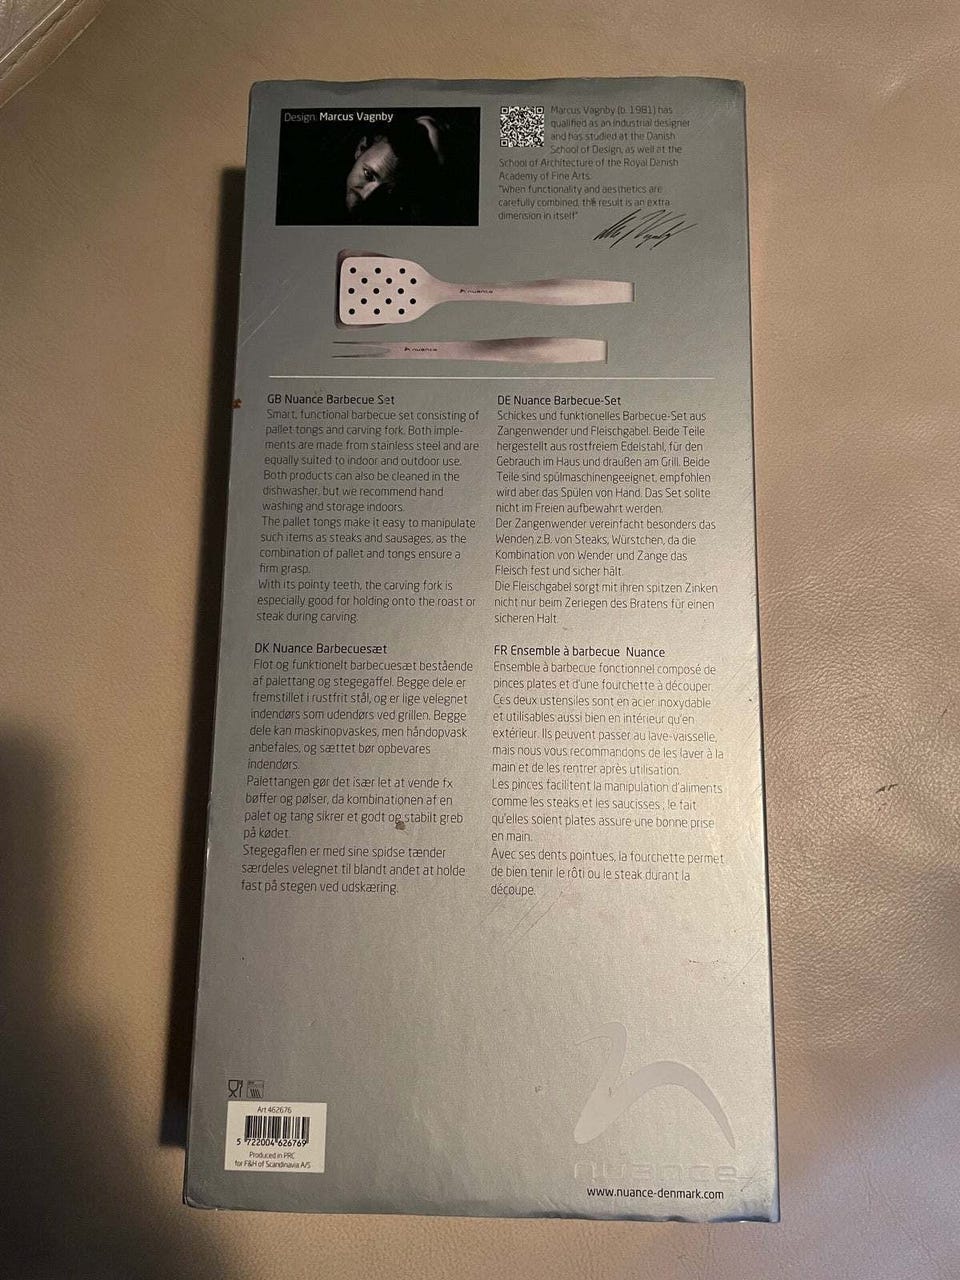 Design: Marcus Vagnby
Marcus Vagnby (b. 1981) has
qualified as an industrial designer
and has studied at the Danish
School of Design, as well at the
School of Architecture of the Royal Danish
Academy of Fine Arts.
"When functionality and aesthetics are
carefully combined, the result is an extra
dimension in itself"
nuance
nuance
GB Nuance Barbecue Set
Smart, functional barbecue set consisting of
pallet tongs and carving fork. Both imple-
ments are made from stainless steel and are
equally suited to indoor and outdoor use.
Both products can also be cleaned in the
dishwasher, but we recommend hand
washing and storage indoors.
The pallet tongs make it easy to manipulate
such items as steaks and sausages, as the
combination of pallet and tongs ensure a
firm grasp.
With its pointy teeth, the carving fork is
especially good for holding onto the roast or
steak during carving.
DE Nuance Barbecue-Set
Schickes und funktionelles Barbecue-Set aus
Zangenwender und Fleischgabel. Beide Teile
hergestellt aus rostfreiem Edelstahl, für den
Gebrauch im Haus und draußen am Grill. Beide
Teile sind spülmaschinengeeignet, empfohlen
wird aber das Spülen von Hand. Das Set sollte
nicht im Freien aufbewahrt werden.
Der Zangenwender vereinfacht besonders das
Wenden z.B. von Steaks, Würstchen, da die
Kombination von Wender und Zange das
Fleisch fest und sicher hält.
Die Fleischgabel sorgt mit ihren spitzen Zinken
nicht nur beim Zerlegen des Bratens für einen
sicheren Halt.
DK Nuance Barbecuesæt
Flot og funktionelt barbecuesæt bestående
af palettang og stegegaffel. Begge dele er
fremstillet i rustfrit stål, og er lige velegnet
indendørs som udendørs ved grillen. Begge
dele kan maskinopvaskes, men håndopvask
anbefales, og sættet bør opbevares
indendørs.
Palettangen gør det især let at vende fx
bøffer og pølser, da kombinationen af en
palet og tang sikrer et godt og stabilt greb
på kødet.
Stegegaflen er med sine spidse tænder
særdeles velegnet til blandt andet at holde
fast på stegen ved udskæring.
FR Ensemble à barbecue Nuance
Ensemble à barbecue fonctionnel composé de
pinces plates et d'une fourchette à découper.
Ces deux ustensiles sont en acier inoxydable
et utilisables aussi bien en intérieur qu'en
extérieur. Ils peuvent passer au lave-vaisselle,
mais nous vous recommandons de les laver à la
main et de les rentrer après utilisation.
Les pinces facilitent la manipulation d'aliments
comme les steaks et les saucisses ; le fait
qu'elles soient plates assure une bonne prise
en main.
Avec ses dents pointues, la fourchette permet
de bien tenir le rôti ou le steak durant la
découpe.
Art 462676
5 722004 626769
Produced in PRC
for F&H of Scandinavia A/S
nuance
www.nuance-denmark.com